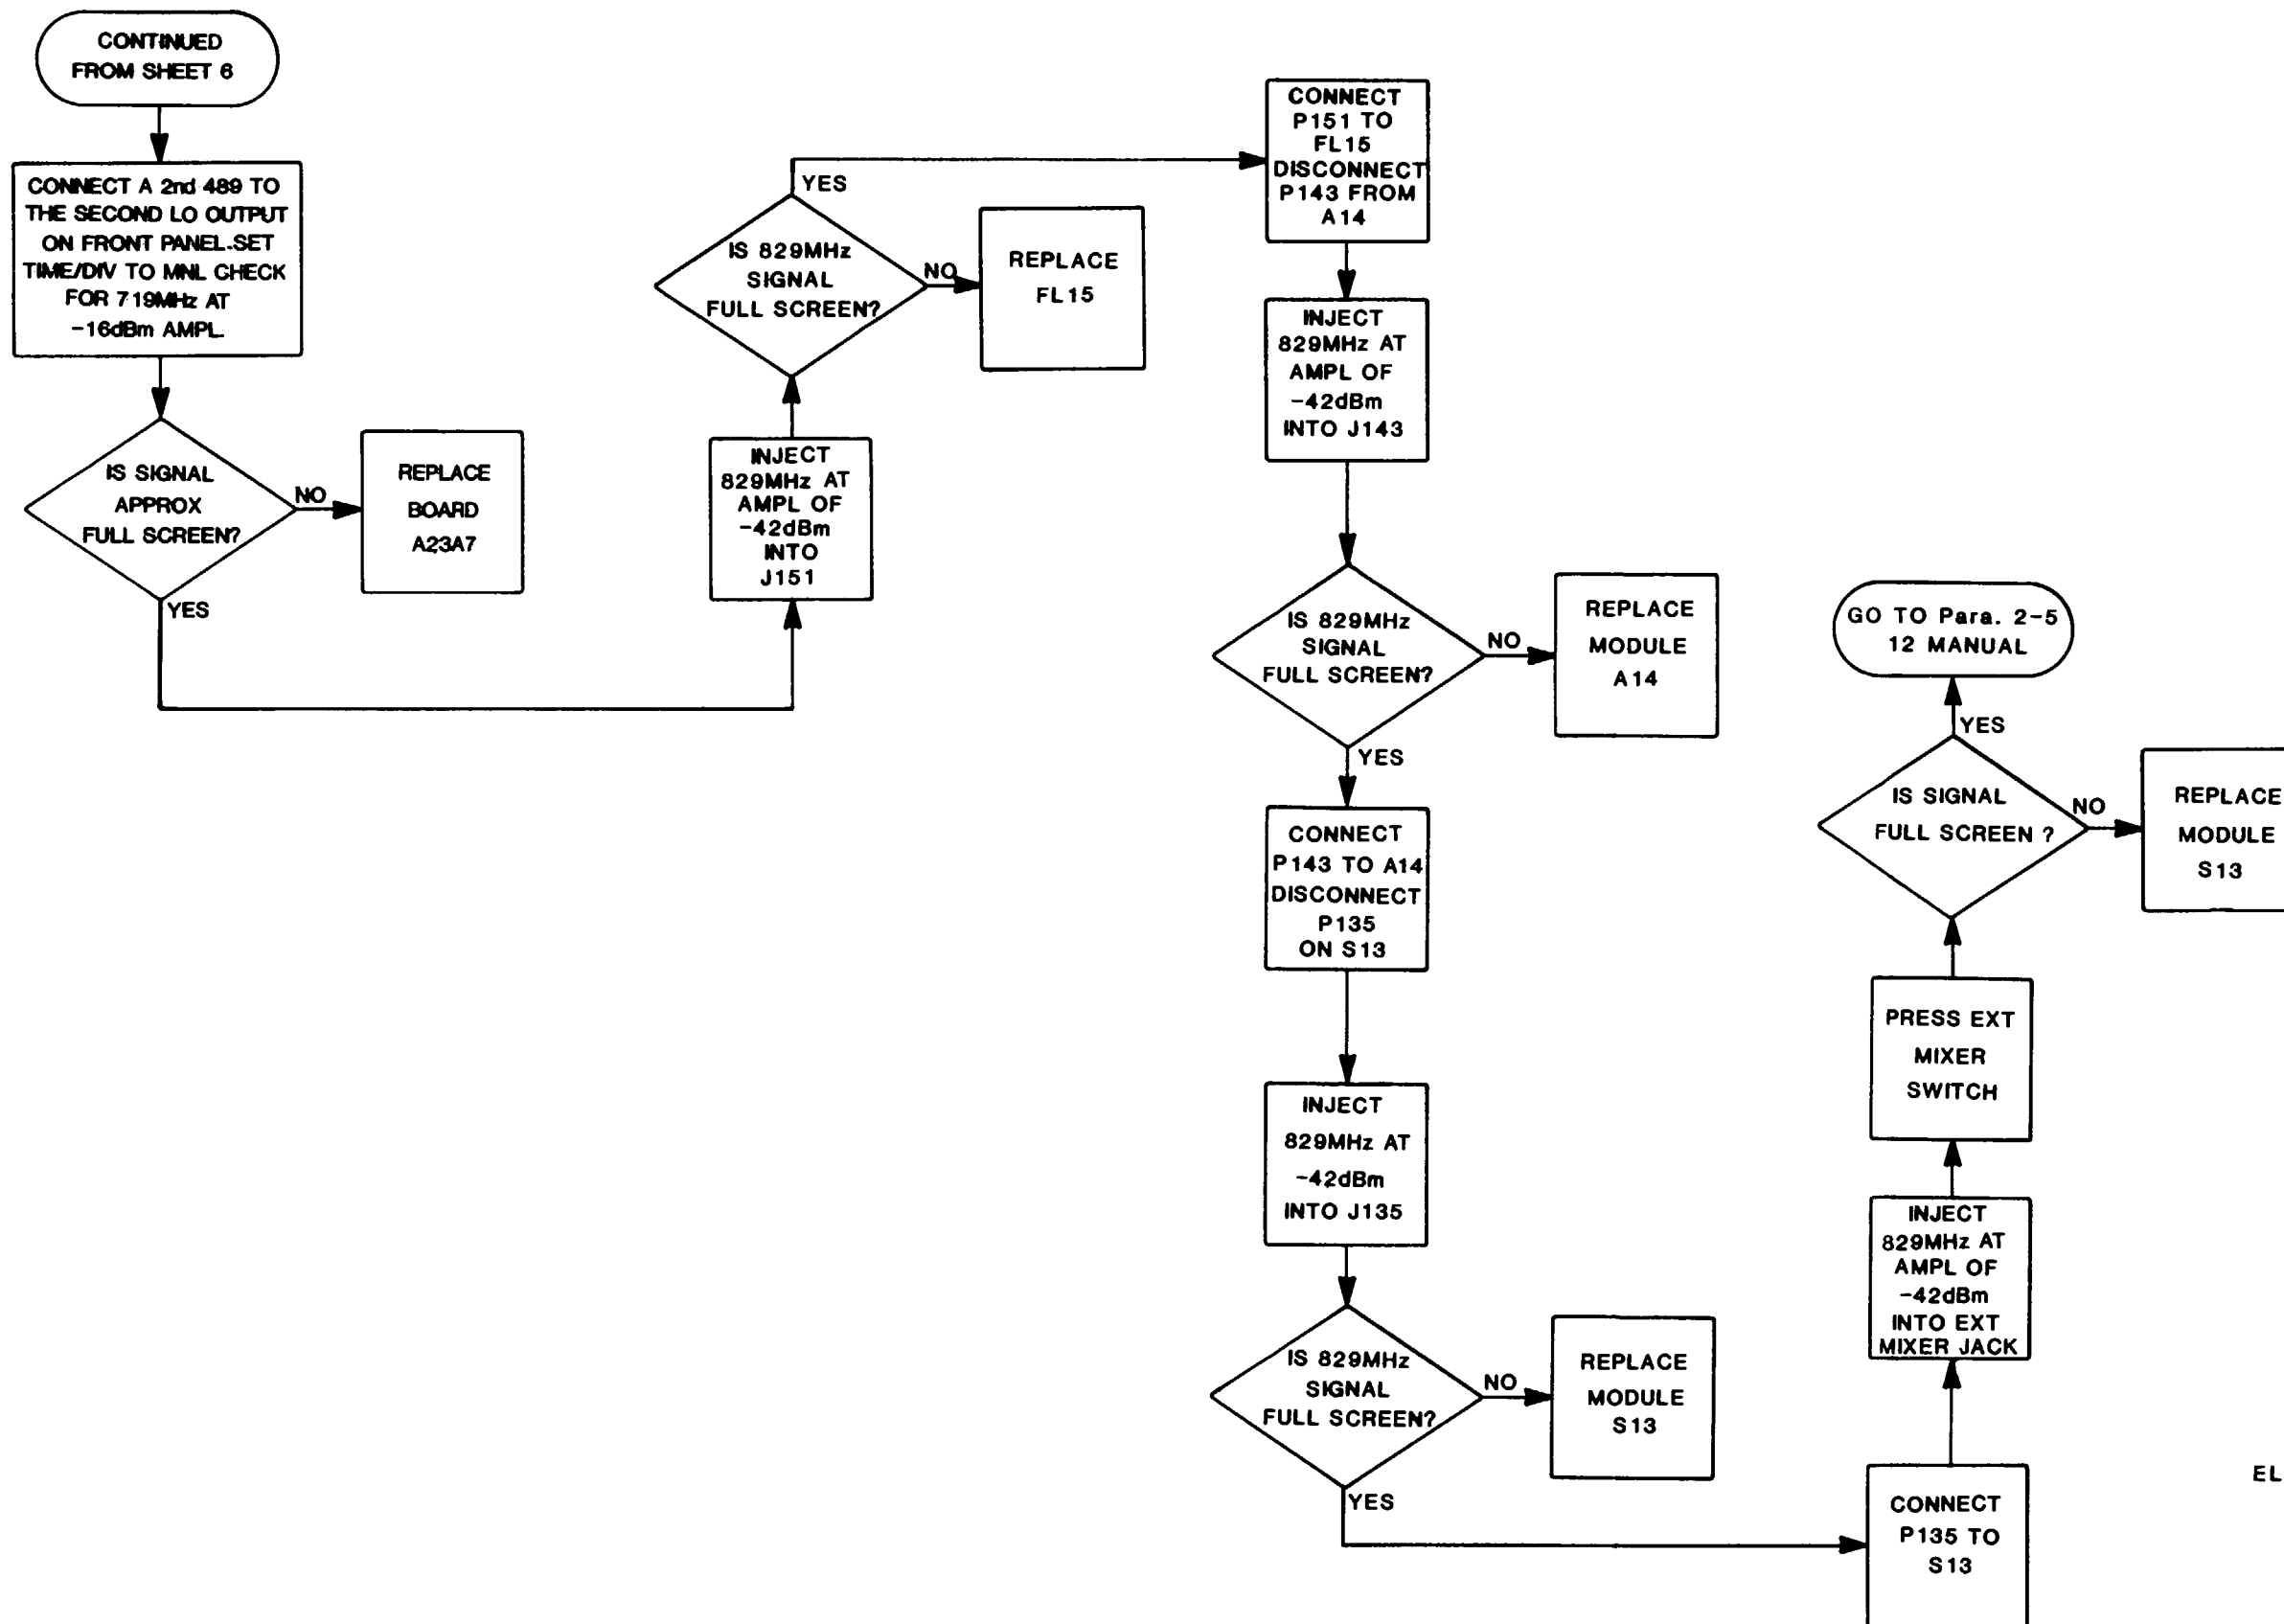 CONTINUED
FROM SHEET 6
CONNECT A 2nd 489 TO
THE SECOND LO OUTPUT
ON FRONT PANEL-SET
TIME/DIV TO MNL CHECK
FOR 719MHz AT
-16dBm AMPL.
IS SIGNAL
APPROX
FULL SCREEN?
NO
REPLACE
BOARD
A23A7
YES
INJECT
829MHz AT
AMPL OF
-42dBm
INTO
J151
IS 829MHz
SIGNAL
FULL SCREEN?
NO
REPLACE
FL15
YES
CONNECT
P151 TO
FL15
DISCONNECT
P143 FROM
A14
INJECT
829MHz AT
AMPL OF
-42dBm
INTO J143
IS 829MHz
SIGNAL
FULL SCREEN?
NO
REPLACE
MODULE
A14
YES
CONNECT
P143 TO A14
DISCONNECT
P135
ON S13
INJECT
829MHz AT
-42dBm
INTO J135
IS 829MHz
SIGNAL
FULL SCREEN?
NO
REPLACE
MODULE
S13
YES
CONNECT
P135 TO
S13
INJECT
829MHz AT
AMPL OF
-42dBm
INTO EXT
MIXER JACK
PRESS EXT
MIXER
SWITCH
IS SIGNAL
FULL SCREEN ?
NO
REPLACE
MODULE
S13
YES
GO TO Para. 2-5
12 MANUAL
EL